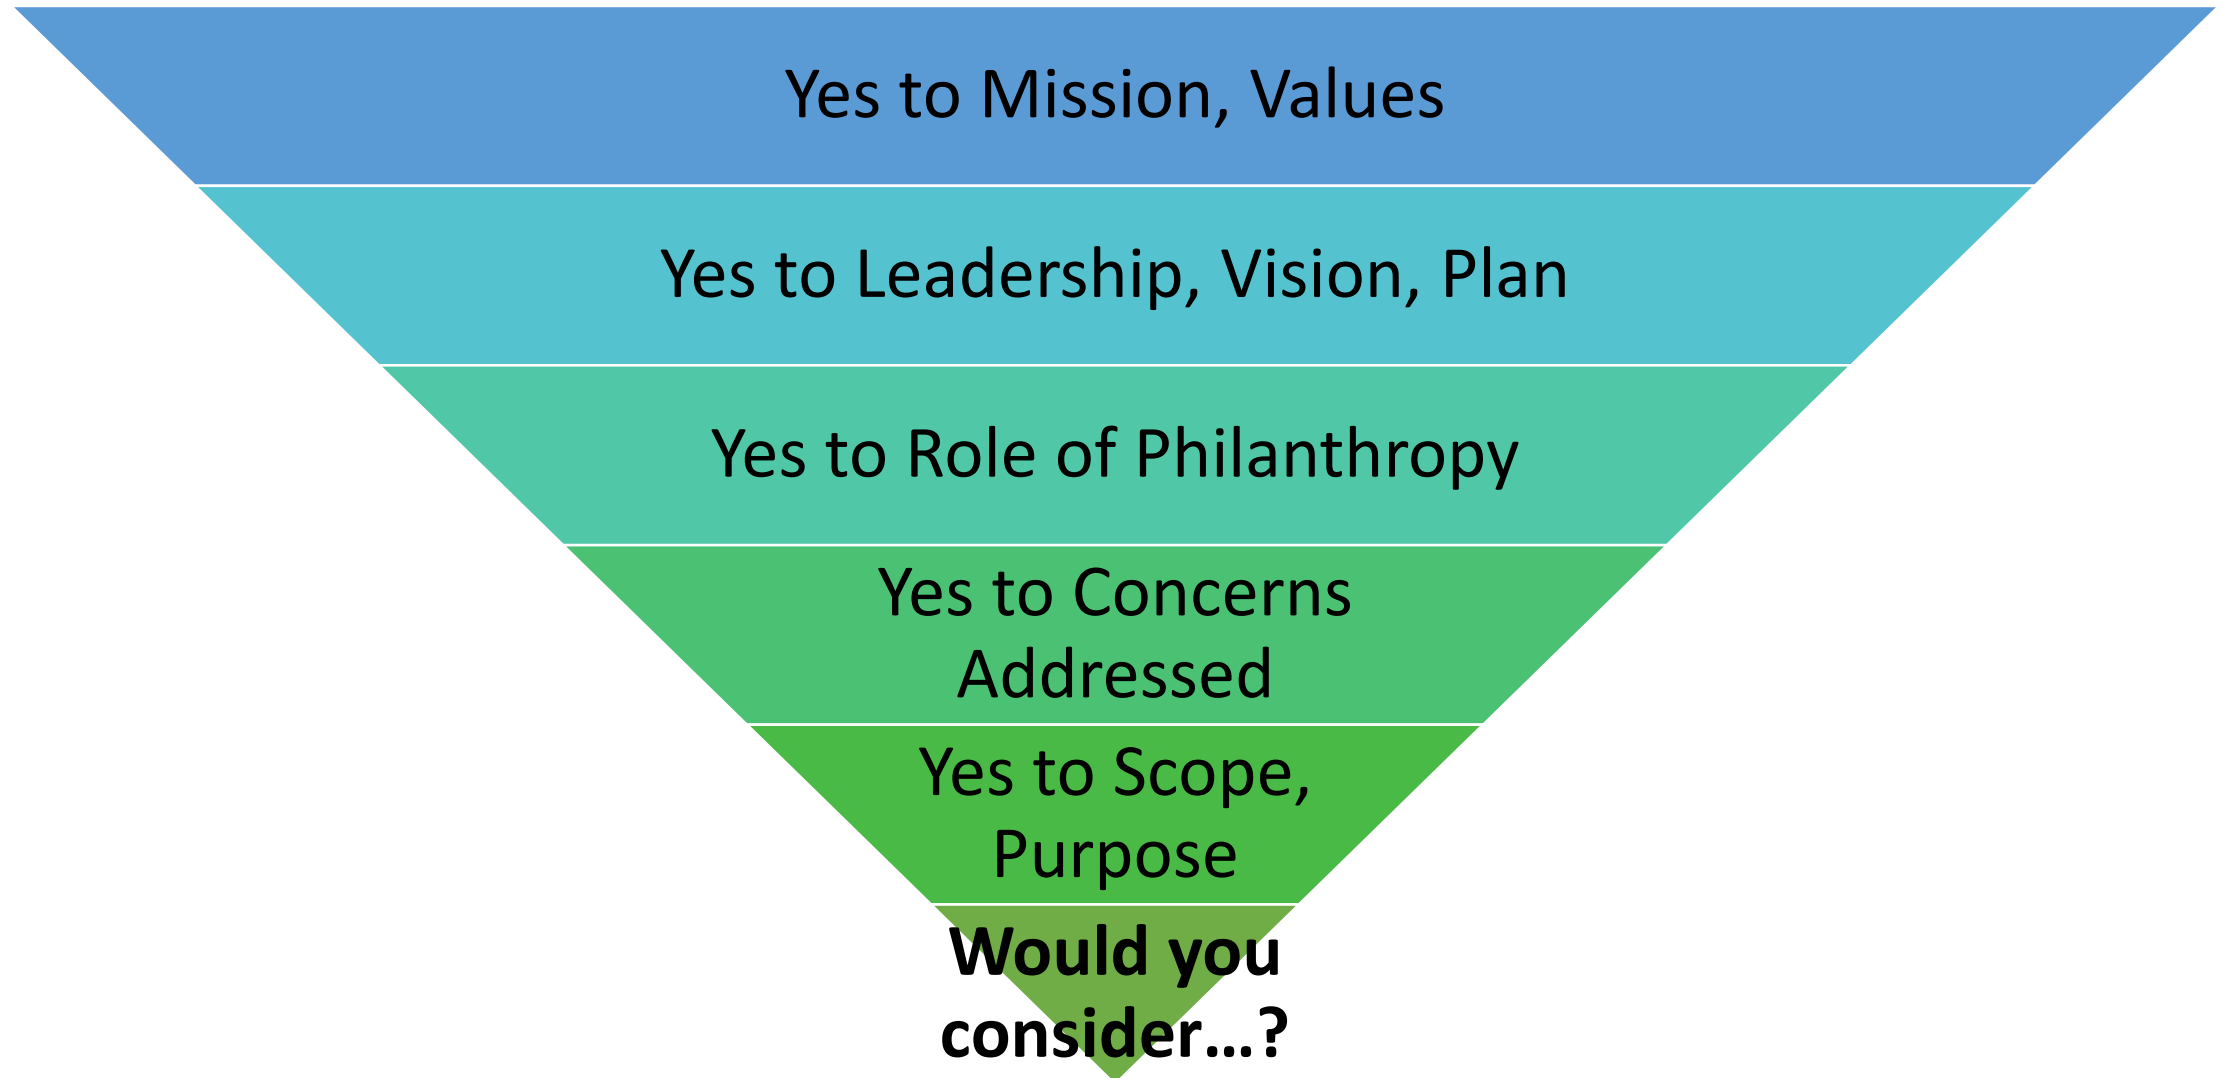 Yes to Mission, Values
Yes to Leadership, Vision, Plan
Yes to Role of Philanthropy
Yes to Concerns
Addressed
Yes to Scope,
Purpose
Would you
consider…?